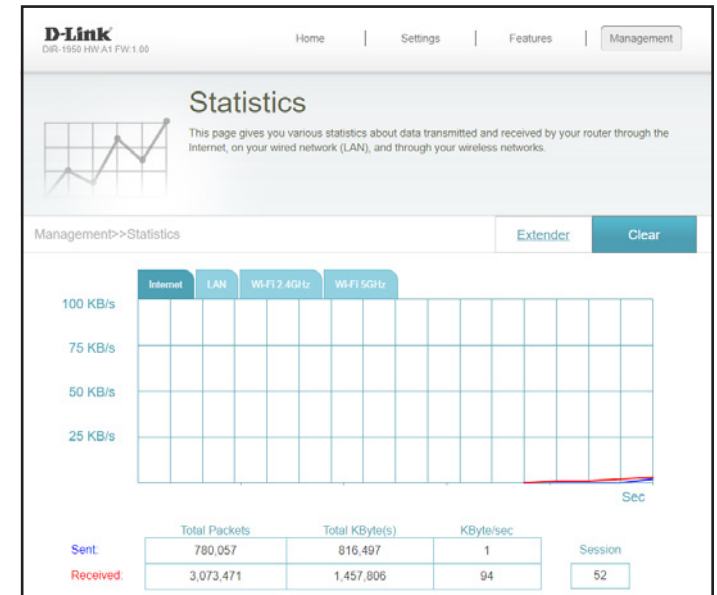 D-Link
DIR-1950 HW:A1 FW:1.00
Home | Settings | Features | Management
Statistics
This page gives you various statistics about data transmitted and received by your router through the
Internet, on your wired network (LAN), and through your wireless networks.
Management>>Statistics
Extender
Clear
Internet LAN Wi-Fi 2.4GHz Wi-Fi 5GHz
100 KB/s
75 KB/s
50 KB/s
25 KB/s
Sec
Total Packets Total KByte(s) KByte/sec
Sent: 780,057 816,497 1 Session
Received: 3,073,471 1,457,806 94 52